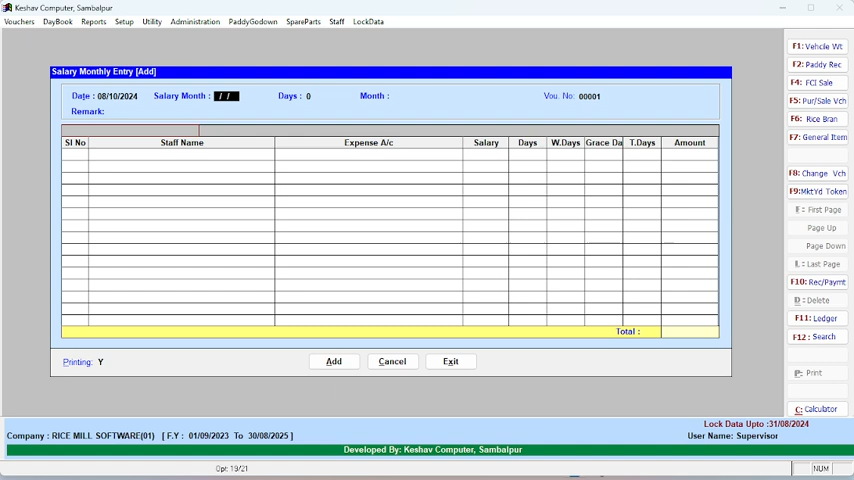 Keshav Computer, Sambalpur
Vouchers DayBook Reports Setup Utility Administration PaddyGodown SpareParts Staff LockData
Salary Monthly Entry [Add]
Date : 08/10/2024 Salary Month : / / Days : 0 Month : Vou. No: 00001
Remark:
Sl No Staff Name Expense A/c Salary Days W.Days Grace Da T.Days Amount
Total :
Printing: Y Add Cancel Exit
F1: Vehcile Wt
F2: Paddy Rec
F4: FCI Sale
F5: Pur/Sale Vch
F6: Rice Bran
F7: General Item
F8: Change Vch
F9: MktYd Token
F : First Page
Page Up
Page Down
L : Last Page
F10: Rec/Paymt
D : Delete
F11: Ledger
F12: Search
P: Print
C: Calculator
Lock Data Upto :31/08/2024
Company : RICE MILL SOFTWARE(01) [ F.Y : 01/09/2023 To 30/08/2025 ] User Name: Supervisor
Developed By: Keshav Computer, Sambalpur
Opt: 19/21 NUM